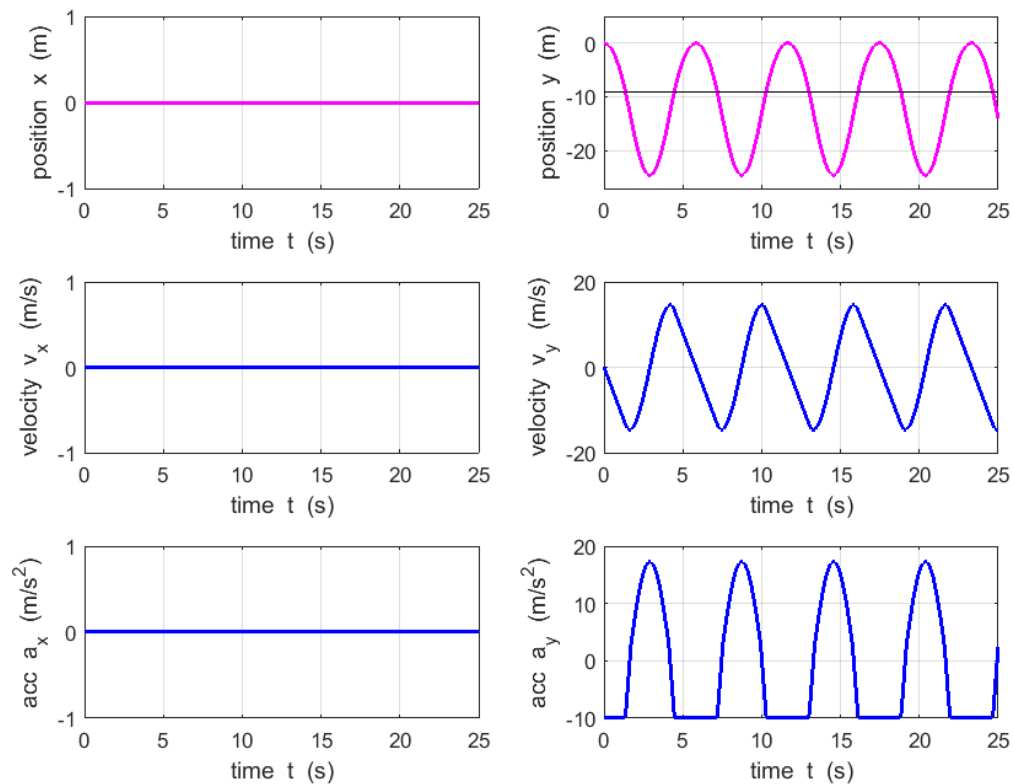 1
0
-1
position x (m)
0 5 10 15 20 25
time t (s)
0
-10
-20
position y (m)
0 5 10 15 20 25
time t (s)
1
0
-1
velocity v_x (m/s)
0 5 10 15 20 25
time t (s)
20
0
-20
velocity v_y (m/s)
0 5 10 15 20 25
time t (s)
1
0
-1
acc a_x (m/s²)
0 5 10 15 20 25
time t (s)
20
10
0
-10
acc a_y (m/s²)
0 5 10 15 20 25
time t (s)